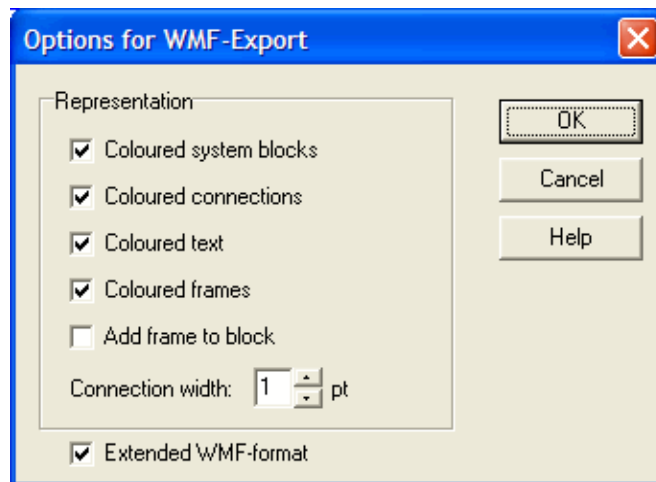 Options for WMF-Export
Representation
Coloured system blocks
Coloured connections
Coloured text
Coloured frames
Add frame to block
Connection width: 1 pt
Extended WMF-format
OK
Cancel
Help